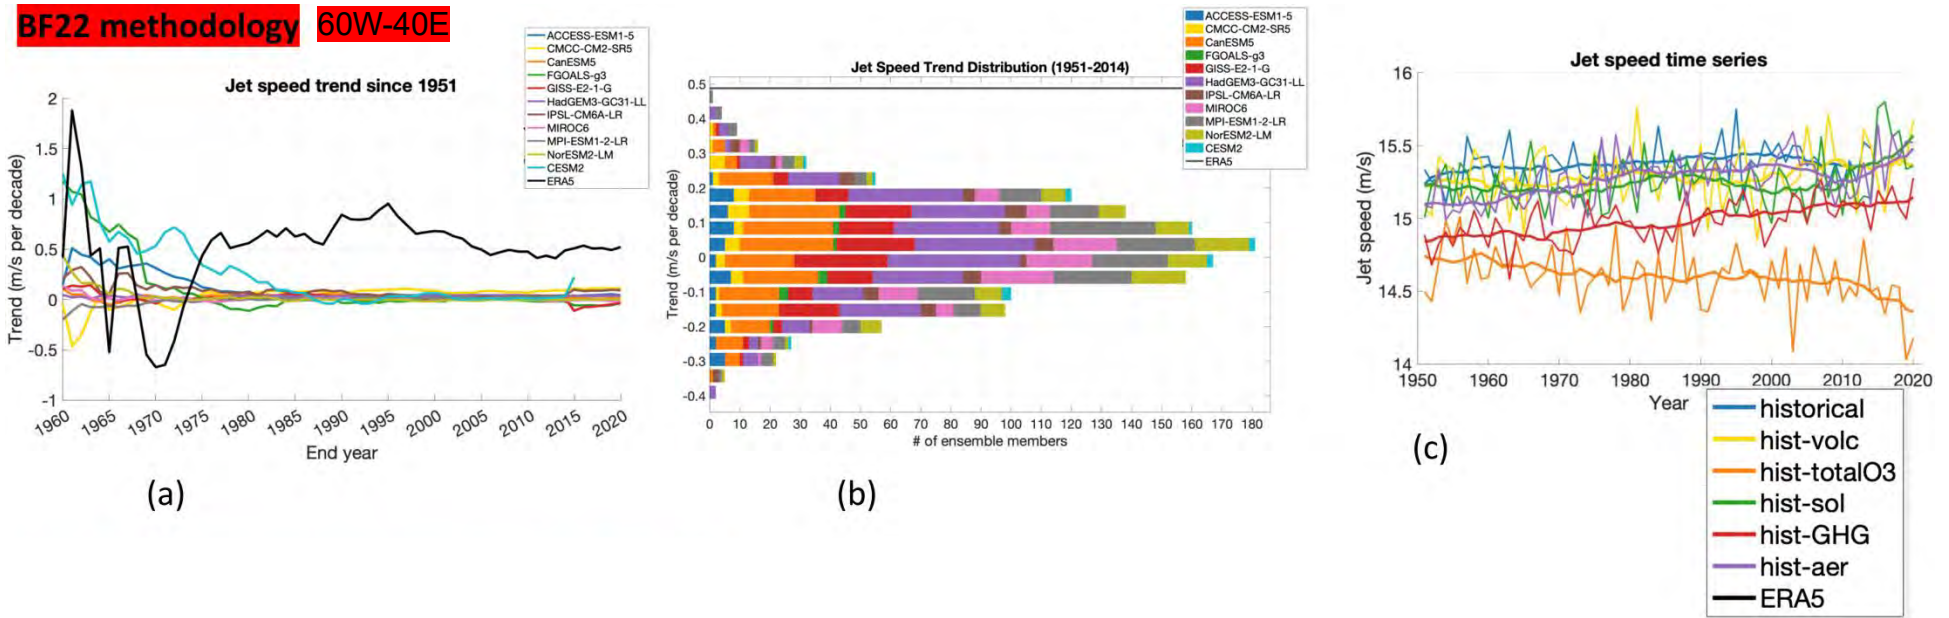 BF22 methodology 60W-40E
Jet speed trend since 1951
ACCESS-ESM1-5
CMCC-CM2-SR5
CanESM5
FGOALS-g3
GISS-E2-1-G
HadGEM3-GC31-LL
IPSL-CM6A-LR
MIROC6
MPI-ESM1-2-LR
NorESM2-LM
CESM2
ERA5
Trend (m/s per decade)
2
1.5
1
0.5
0
-0.5
-1
1960 1965 1970 1975 1980 1985 1990 1995 2000 2005 2010 2015 2020
End year
(a)
Jet Speed Trend Distribution (1951-2014)
ACCESS-ESM1-5
CMCC-CM2-SR5
CanESM5
FGOALS-g3
GISS-E2-1-G
HadGEM3-GC31-LL
IPSL-CM6A-LR
MIROC6
MPI-ESM1-2-LR
NorESM2-LM
CESM2
ERA5
Trend (m/s per decade)
0.5
0.4
0.3
0.2
0.1
0
-0.1
-0.2
-0.3
-0.4
0 10 20 30 40 50 60 70 80 90 100 110 120 130 140 150 160 170 180
# of ensemble members
(b)
Jet speed time series
Jet speed (m/s)
16
15.5
15
14.5
14
1950 1960 1970 1980 1990 2000 2010 2020
Year
(c)
historical
hist-volc
hist-totalO3
hist-sol
hist-GHG
hist-aer
ERA5